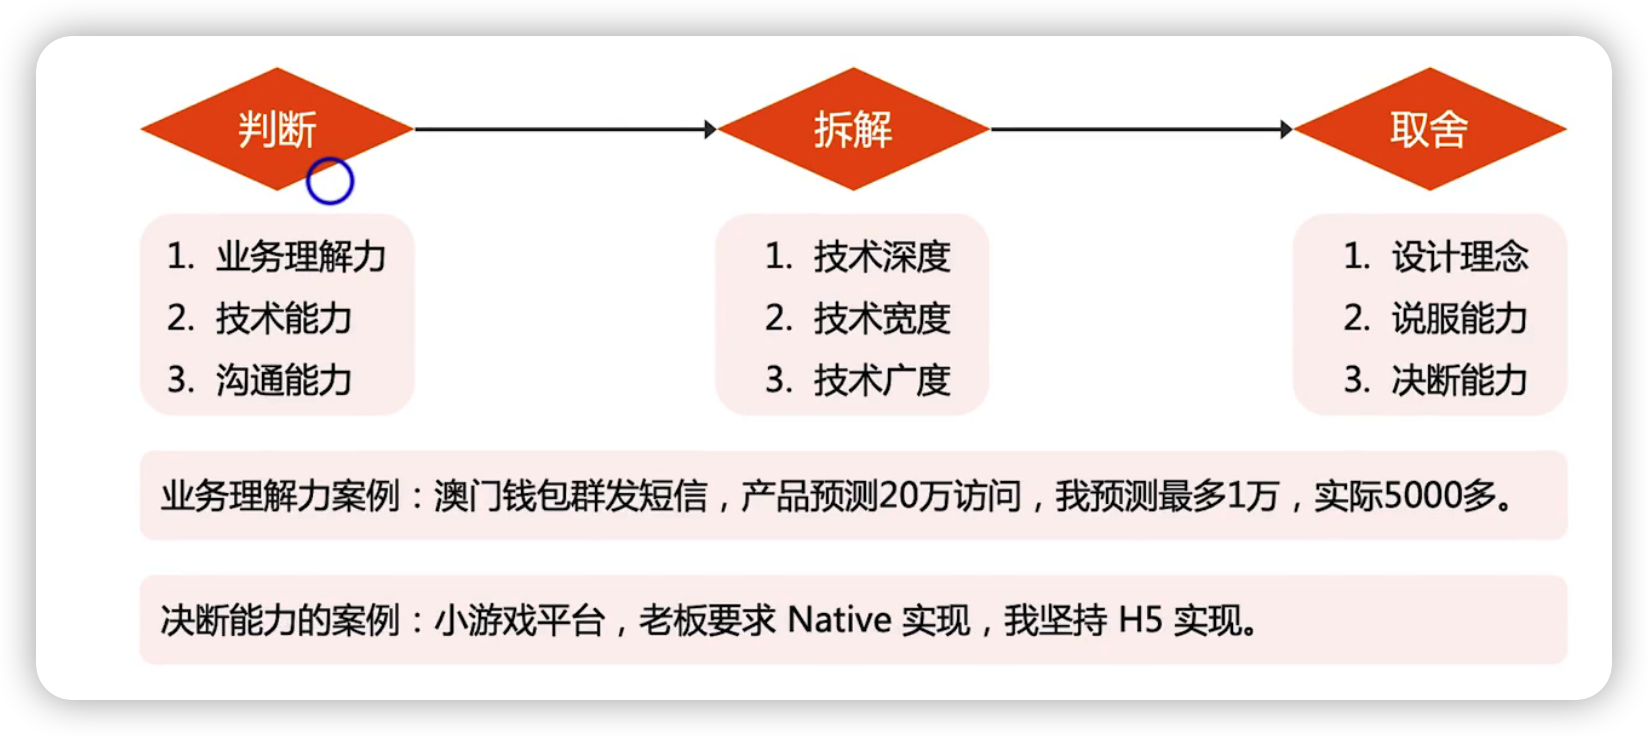 判断
拆解
取舍
1. 业务理解力
2. 技术能力
3. 沟通能力
1. 技术深度
2. 技术宽度
3. 技术广度
1. 设计理念
2. 说服能力
3. 决断能力
业务理解力案例：澳门钱包群发短信，产品预测20万访问，我预测最多1万，实际5000多。
决断能力的案例：小游戏平台，老板要求 Native 实现，我坚持 H5 实现。